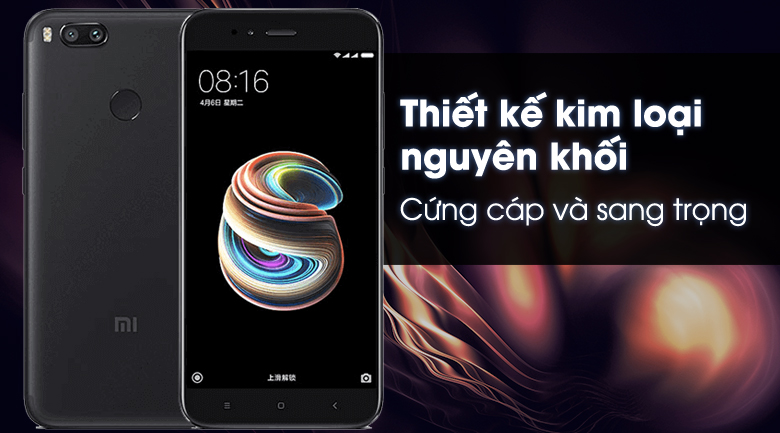 08:16
4月6日 星期二
上滑解锁
MI
Thiết kế kim loại
nguyên khối
Cứng cáp và sang trọng